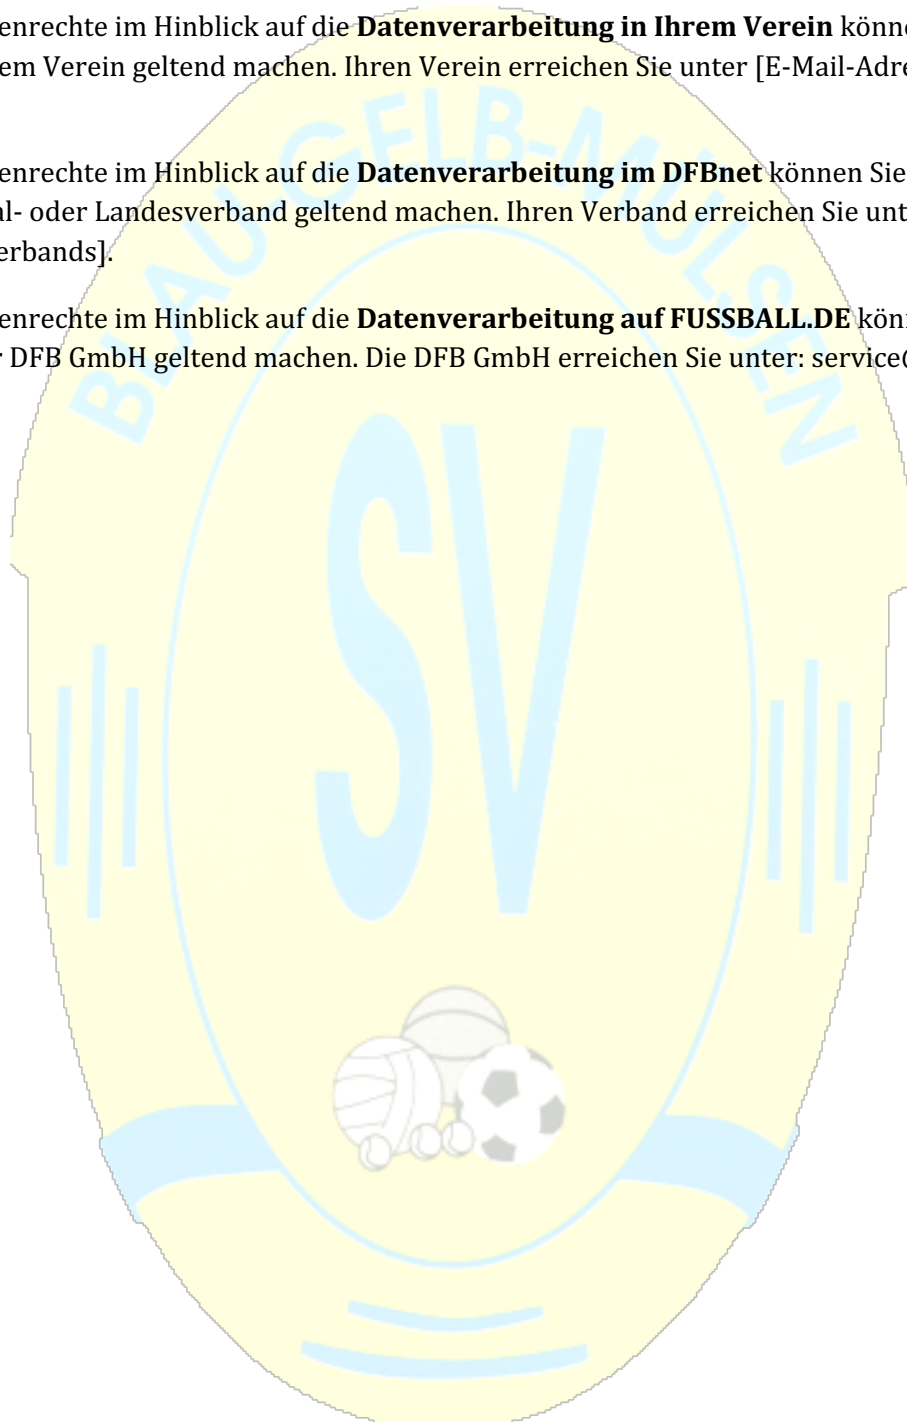 enrechte im Hinblick auf die Datenverarbeitung in Ihrem Verein könne
em Verein geltend machen. Ihren Verein erreichen Sie unter [E-Mail-Adre
enrechte im Hinblick auf die Datenverarbeitung im DFBnet können Sie
al- oder Landesverband geltend machen. Ihren Verband erreichen Sie unt
erbands].
enrechte im Hinblick auf die Datenverarbeitung auf FUSSBALL.DE könn
r DFB GmbH geltend machen. Die DFB GmbH erreichen Sie unter: service@
BLAU-GELB-MÜLSEN
SV